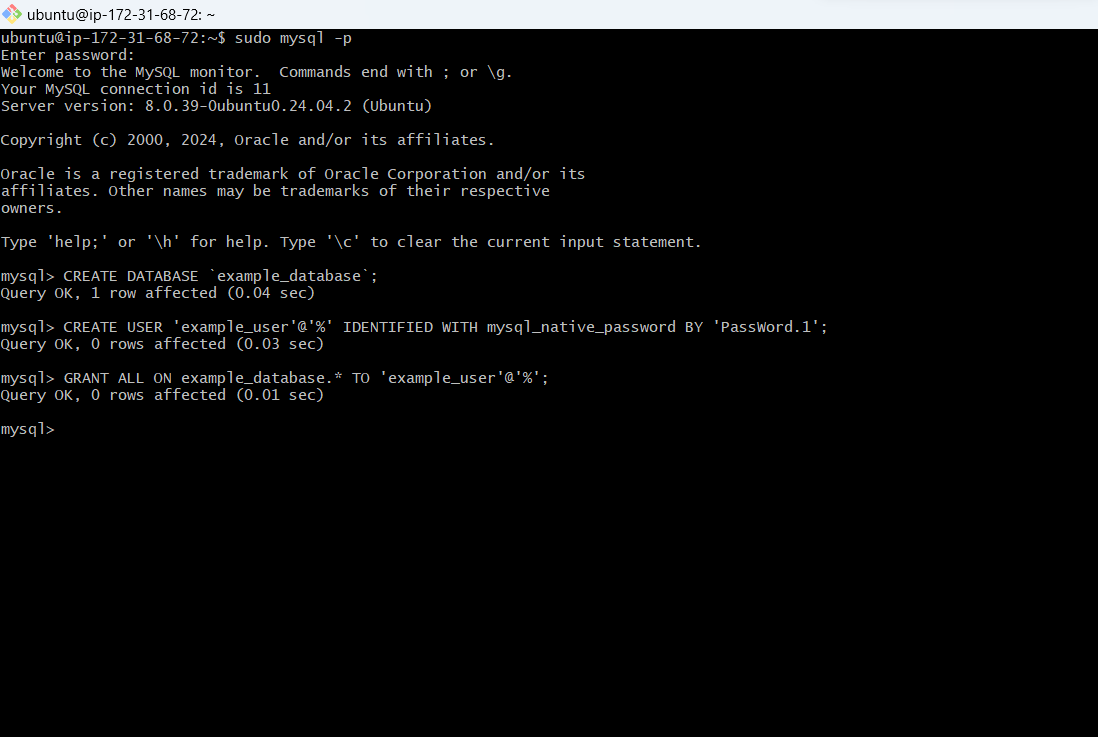 ubuntu@ip-172-31-68-72: ~
ubuntu@ip-172-31-68-72:~$ sudo mysql -p
Enter password:
Welcome to the MySQL monitor.  Commands end with ; or \g.
Your MySQL connection id is 11
Server version: 8.0.39-0ubuntu0.24.04.2 (Ubuntu)
Copyright (c) 2000, 2024, Oracle and/or its affiliates.
Oracle is a registered trademark of Oracle Corporation and/or its
affiliates. Other names may be trademarks of their respective
owners.
Type 'help;' or '\h' for help. Type '\c' to clear the current input statement.
mysql> CREATE DATABASE `example_database`;
Query OK, 1 row affected (0.04 sec)
mysql> CREATE USER 'example_user'@'%' IDENTIFIED WITH mysql_native_password BY 'PassWord.1';
Query OK, 0 rows affected (0.03 sec)
mysql> GRANT ALL ON example_database.* TO 'example_user'@'%';
Query OK, 0 rows affected (0.01 sec)
mysql>